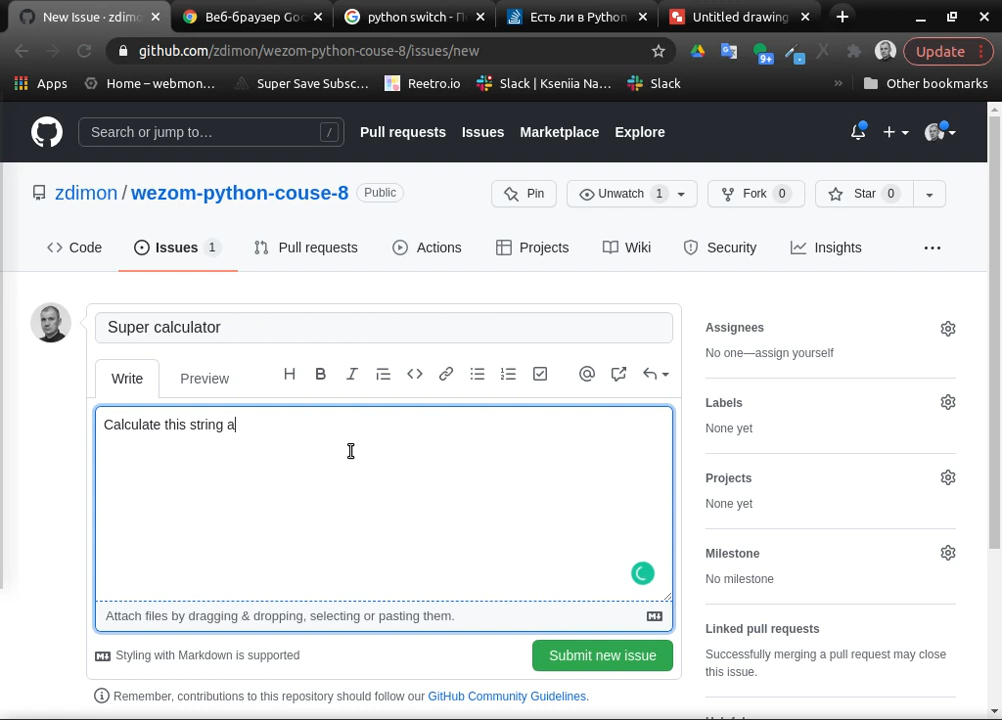 New Issue · zdimo
Веб-браузер Goo
python switch - П
Есть ли в Python
Untitled drawing
github.com/zdimon/wezom-python-couse-8/issues/new
9+
Update
Apps
Home – webmon...
Super Save Subsc...
Reetro.io
Slack | Kseniia Na...
Slack
»
Other bookmarks
Search or jump to…
/
Pull requests
Issues
Marketplace
Explore
zdimon / wezom-python-couse-8
Public
Pin
Unwatch 1
Fork 0
Star 0
Code
Issues 1
Pull requests
Actions
Projects
Wiki
Security
Insights
Super calculator
Write
Preview
Calculate this string a
Attach files by dragging & dropping, selecting or pasting them.
Styling with Markdown is supported
Submit new issue
Remember, contributions to this repository should follow our GitHub Community Guidelines.
Assignees
No one—assign yourself
Labels
None yet
Projects
None yet
Milestone
No milestone
Linked pull requests
Successfully merging a pull request may close
this issue.